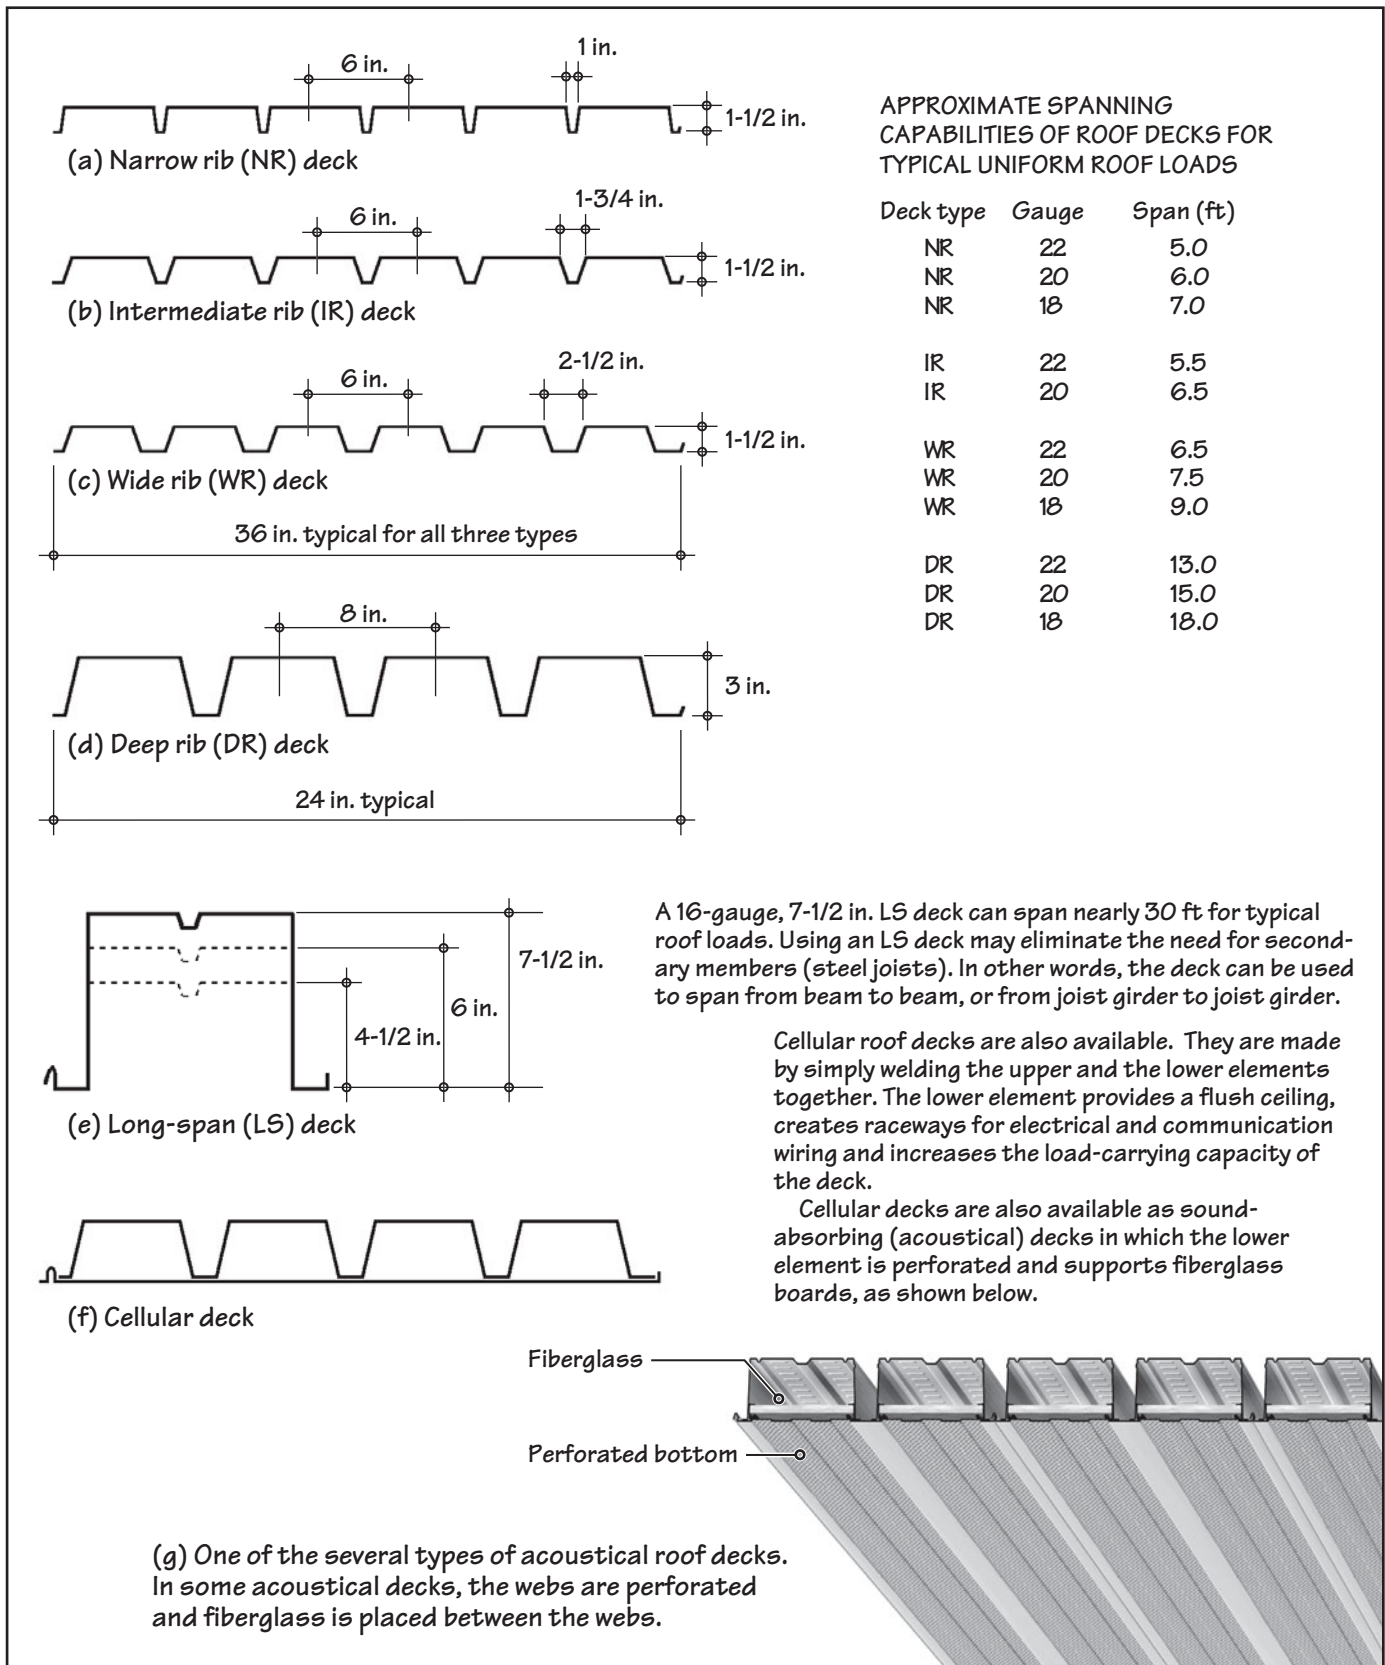 6 in.
1 in.
1-1/2 in.
(a) Narrow rib (NR) deck
6 in.
1-3/4 in.
1-1/2 in.
(b) Intermediate rib (IR) deck
6 in.
2-1/2 in.
1-1/2 in.
(c) Wide rib (WR) deck
36 in. typical for all three types
8 in.
3 in.
(d) Deep rib (DR) deck
24 in. typical
APPROXIMATE SPANNING
CAPABILITIES OF ROOF DECKS FOR
TYPICAL UNIFORM ROOF LOADS
Deck type Gauge Span (ft)
NR 22 5.0
NR 20 6.0
NR 18 7.0
IR 22 5.5
IR 20 6.5
WR 22 6.5
WR 20 7.5
WR 18 9.0
DR 22 13.0
DR 20 15.0
DR 18 18.0
7-1/2 in.
6 in.
4-1/2 in.
(e) Long-span (LS) deck
A 16-gauge, 7-1/2 in. LS deck can span nearly 30 ft for typical
roof loads. Using an LS deck may eliminate the need for second-
ary members (steel joists). In other words, the deck can be used
to span from beam to beam, or from joist girder to joist girder.
Cellular roof decks are also available. They are made
by simply welding the upper and the lower elements
together. The lower element provides a flush ceiling,
creates raceways for electrical and communication
wiring and increases the load-carrying capacity of
the deck.
Cellular decks are also available as sound-
absorbing (acoustical) decks in which the lower
element is perforated and supports fiberglass
boards, as shown below.
(f) Cellular deck
Fiberglass
Perforated bottom
(g) One of the several types of acoustical roof decks.
In some acoustical decks, the webs are perforated
and fiberglass is placed between the webs.